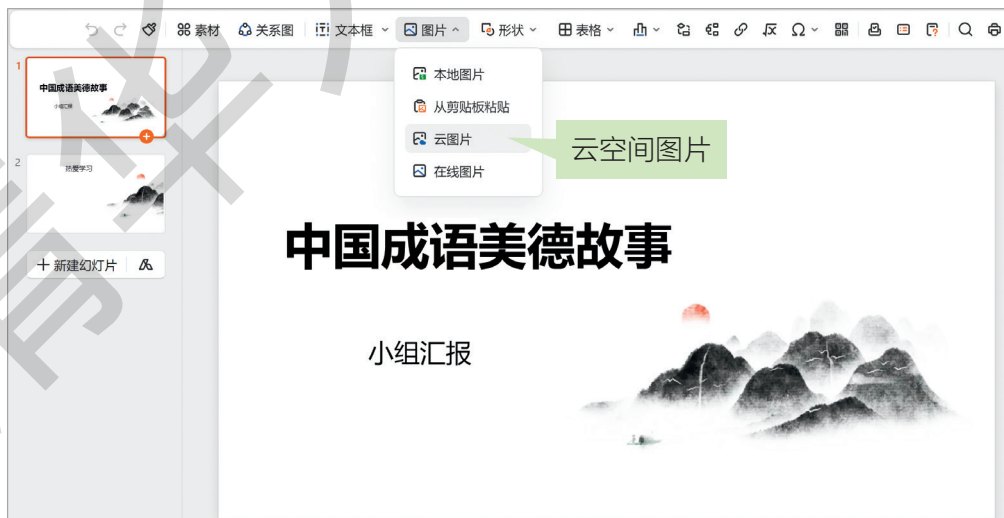 素材 关系图 文本框 图片 形状 表格
1
中国成语美德故事
小组汇报
2
热爱学习
新建幻灯片
本地图片
从剪贴板粘贴
云图片
在线图片
云空间图片
中国成语美德故事
小组汇报